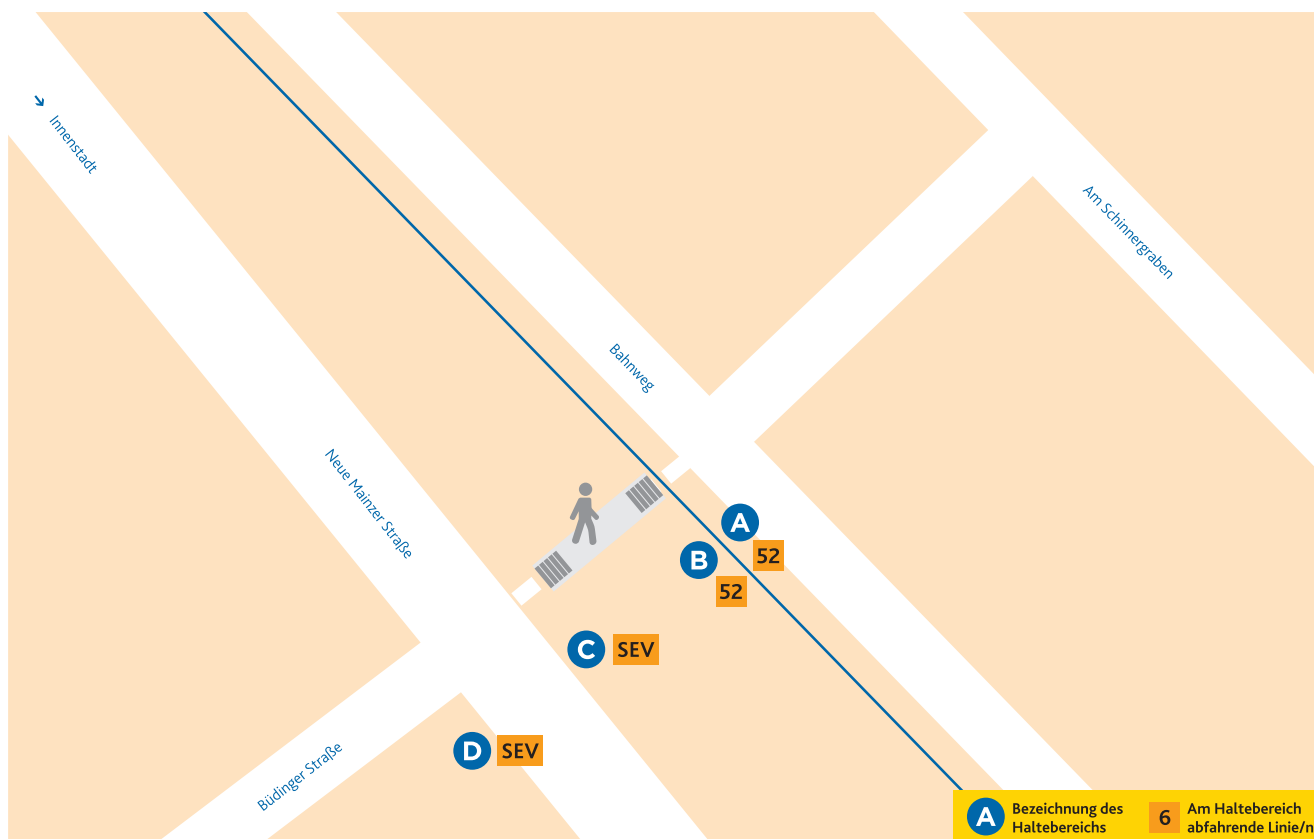 Innenstadt
Am Schinnergraben
Bahnweg
Neue Mainzer Straße
A
52
B
52
C SEV
D SEV
Büdinger Straße
A Bezeichnung des
Haltebereichs
6 Am Haltebereich
abfahrende Linie/n